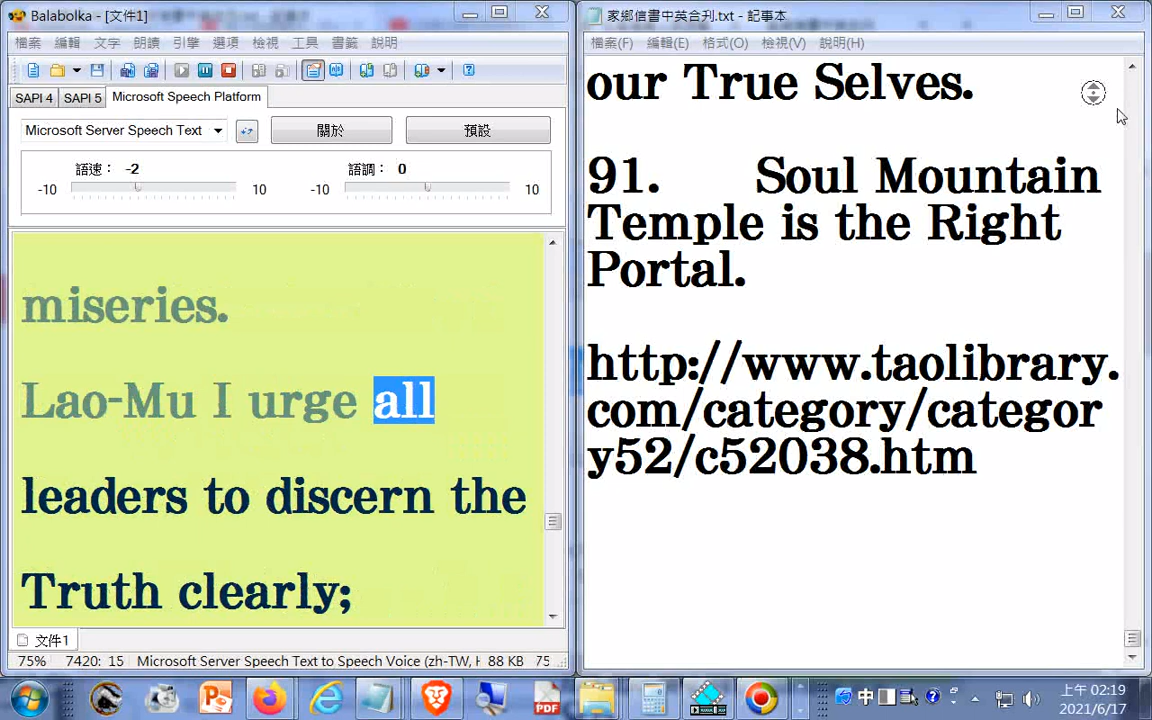 Balabolka - [文件1]
檔案 編輯 文字 朗讀 引擎 選項 檢視 工具 書籤 說明
SAPI 4 SAPI 5 Microsoft Speech Platform
Microsoft Server Speech Text 關於 預設
語速： -2 語調： 0
-10 10 -10 10
miseries.
Lao-Mu I urge all
leaders to discern the
Truth clearly;
文件1
75% 7420: 15 Microsoft Server Speech Text to Speech Voice (zh-TW, H 88 KB 75
家鄉信書中英合刋.txt - 記事本
檔案(F) 編輯(E) 格式(O) 檢視(V) 說明(H)
our True Selves.
91. Soul Mountain
Temple is the Right
Portal.
http://www.taolibrary.
com/category/categor
y52/c52038.htm
PDF
中
上午 02:19
2021/6/17